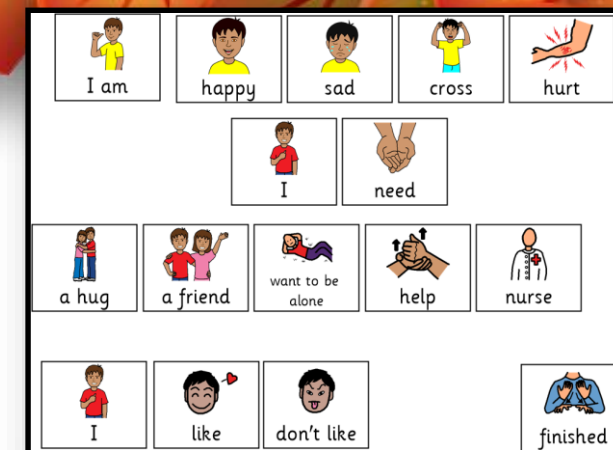 I am happy sad cross hurt
I need
a hug a friend want to be
alone help nurse
I like don't like finished